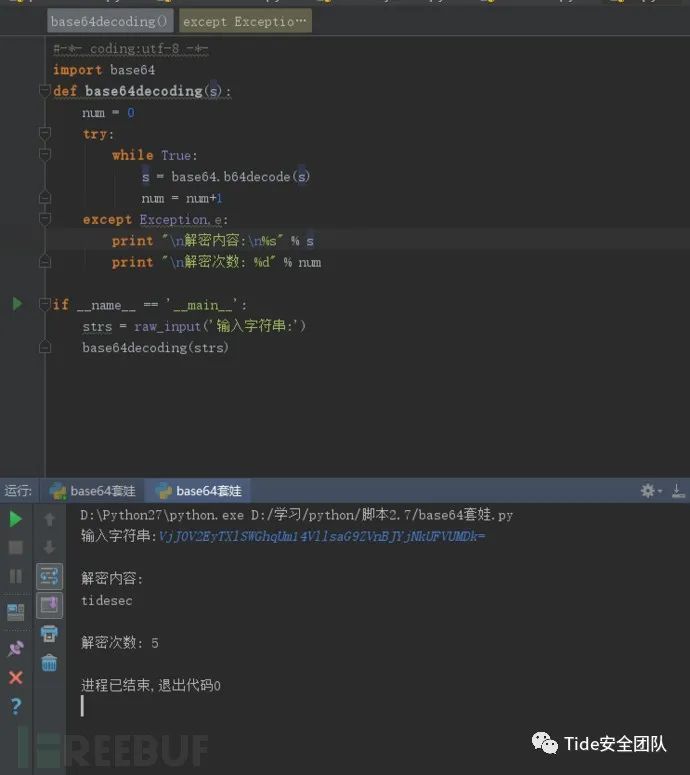 base64decoding()  except Exceptio…
#-*- coding:utf-8 -*-
import base64
def base64decoding(s):
    num = 0
    try:
        while True:
            s = base64.b64decode(s)
            num = num+1
    except Exception,e:
        print "\n解密内容:\n%s" % s
        print "\n解密次数: %d" % num
if __name__ == '__main__':
    strs = raw_input('输入字符串:')
    base64decoding(strs)
运行: base64套娃 base64套娃
D:\Python27\python.exe D:/学习/python/脚本2.7/base64套娃.py
输入字符串:VjJ0V2EyTXlSWGhqUm14VllsaG9ZVnBJYjNkUFVUMDk=
解密内容:
tidesec
解密次数: 5
进程已结束,退出代码0
REEBUF
Tide安全团队